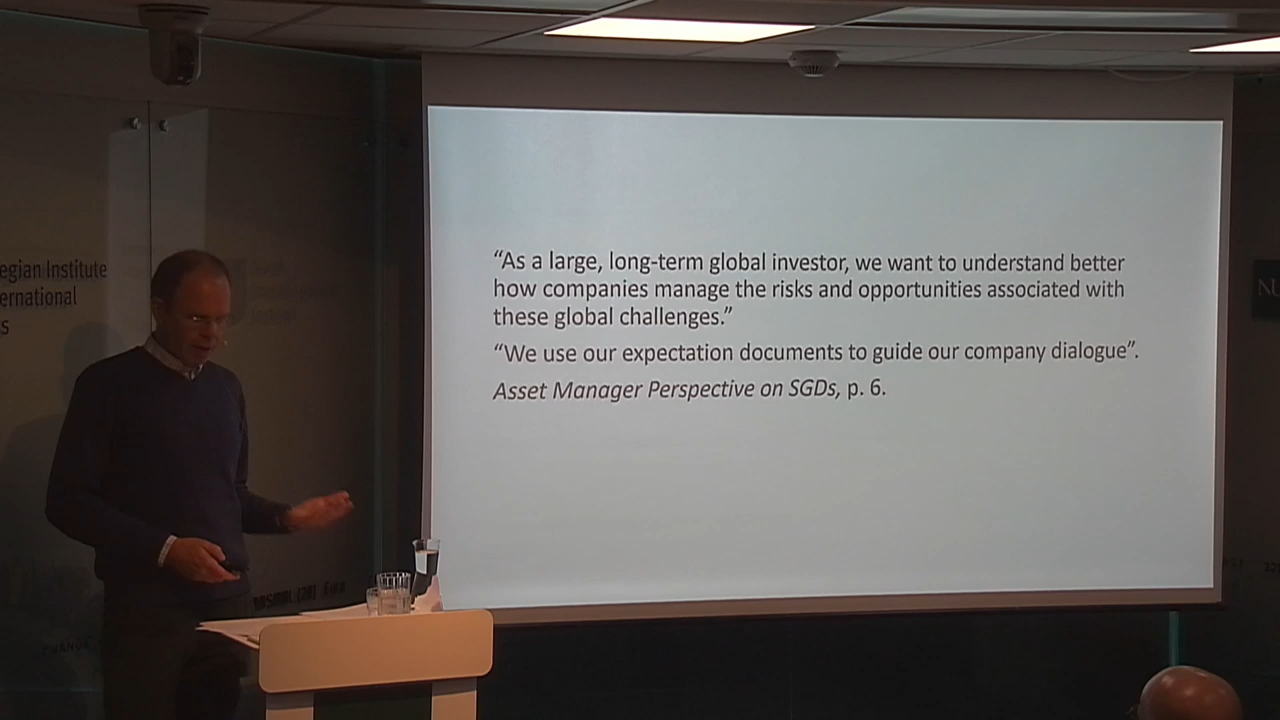 egian Institute
ernational
s
“As a large, long-term global investor, we want to understand better
how companies manage the risks and opportunities associated with
these global challenges.”
“We use our expectation documents to guide our company dialogue”.
Asset Manager Perspective on SGDs, p. 6.